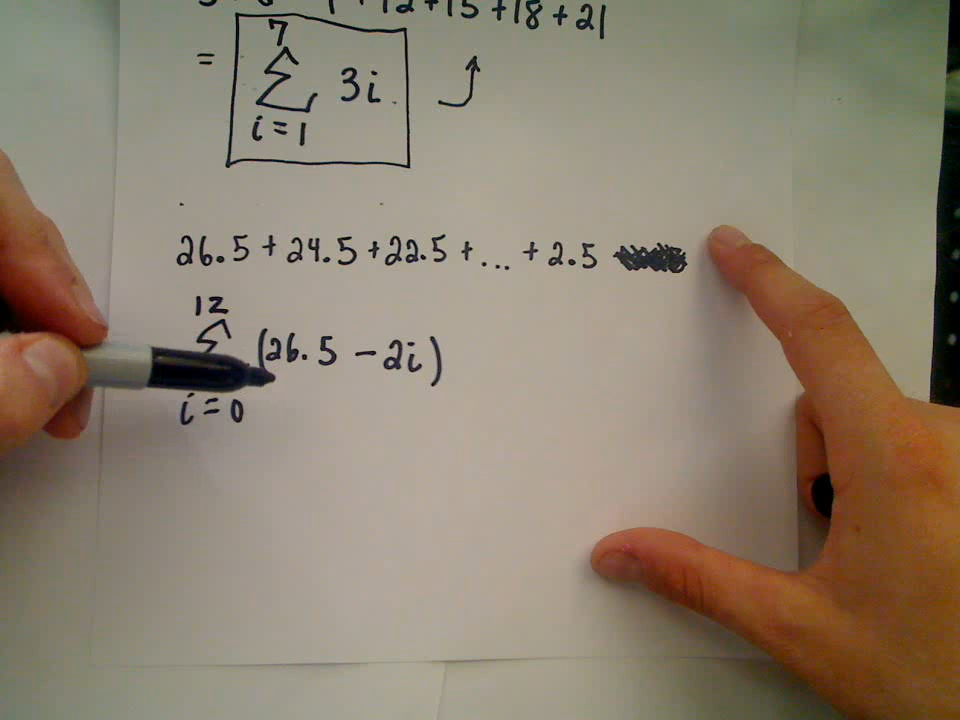 12+15+18+21
= 7 Σ i=1 3i
26.5 + 24.5 + 22.5 + ... + 2.5
12 Σ i=0 (26.5 - 2i)